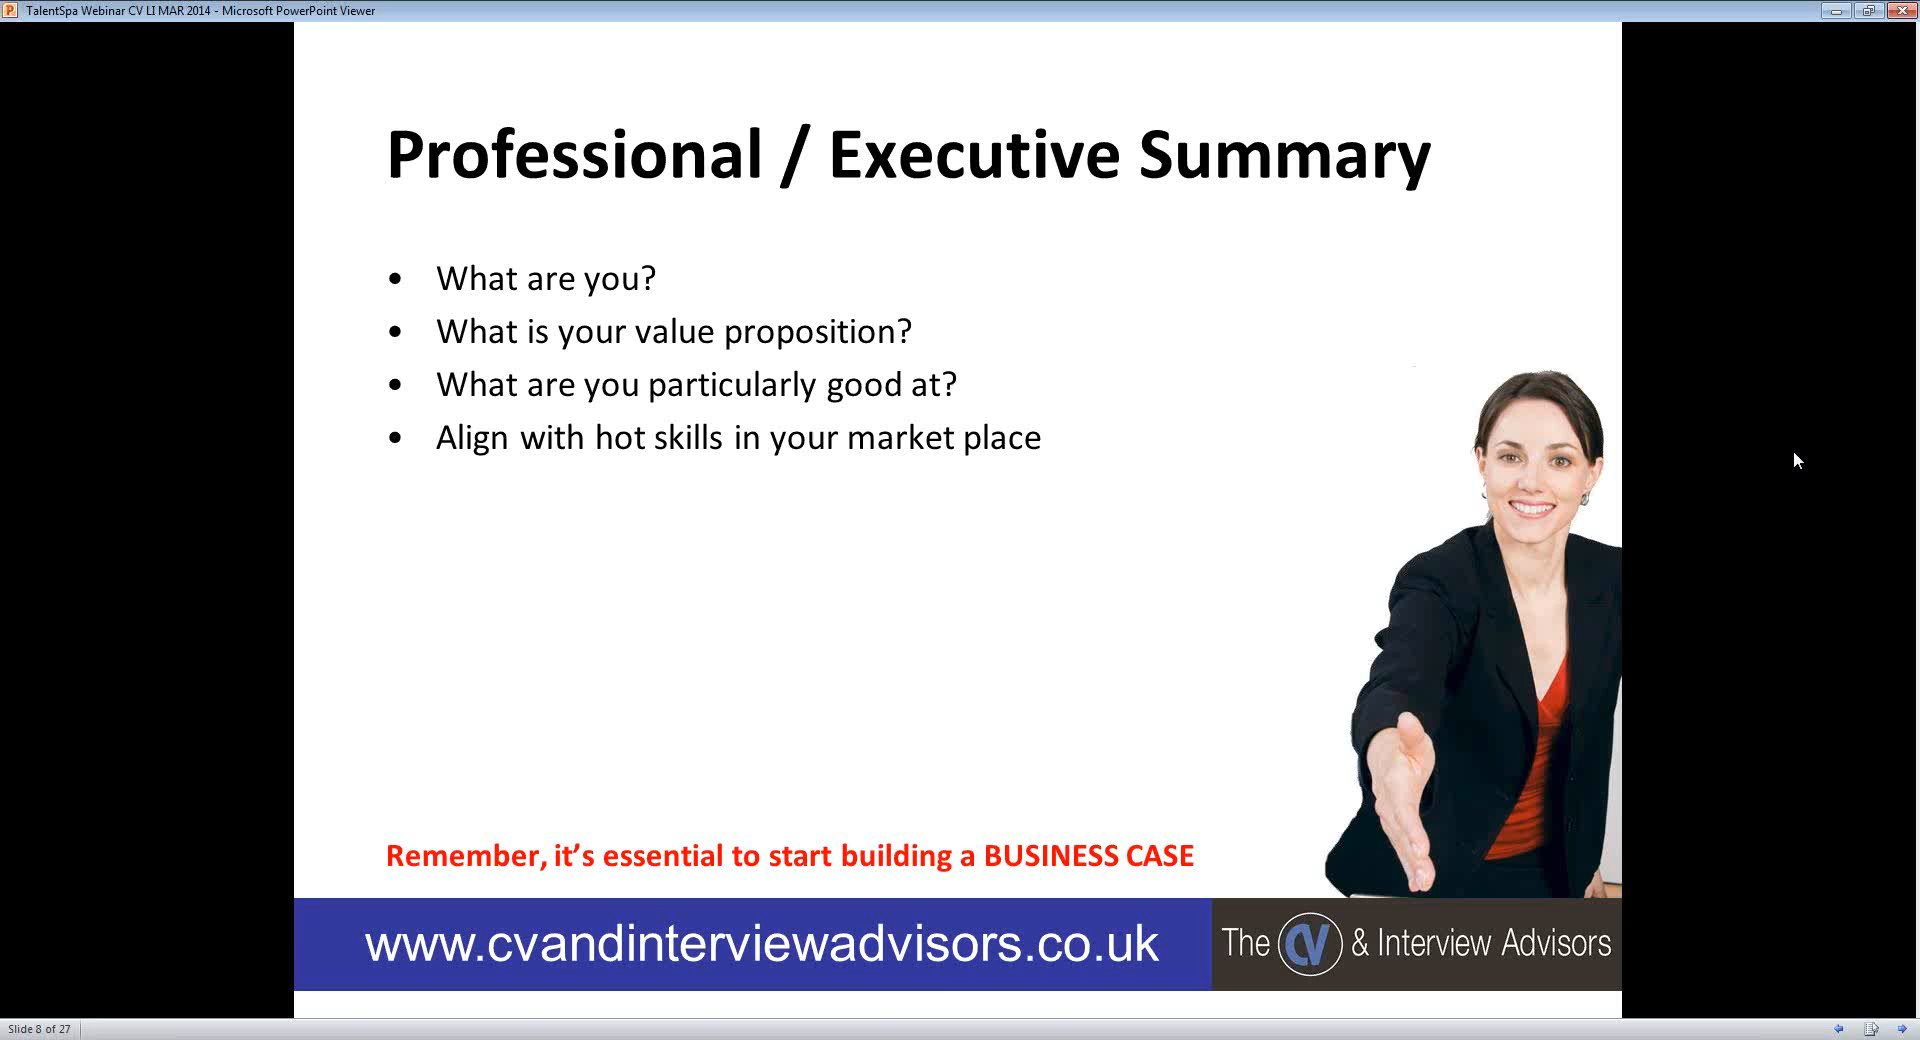 TalentSpa Webinar CV LI MAR 2014 - Microsoft PowerPoint Viewer
Professional / Executive Summary
• What are you?
• What is your value proposition?
• What are you particularly good at?
• Align with hot skills in your market place
Remember, it’s essential to start building a BUSINESS CASE
www.cvandinterviewadvisors.co.uk
The CV & Interview Advisors
Slide 8 of 27